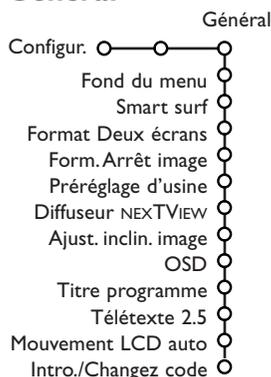 Général
Configur.
Fond du menu
Smart surf
Format Deux écrans
Form. Arrêt image
Préréglage d'usine
Diffuseur NEXTVIEW
Ajust. inclin. image
OSD
Titre programme
Télétexte 2.5
Mouvement LCD auto
Intro./Changez code